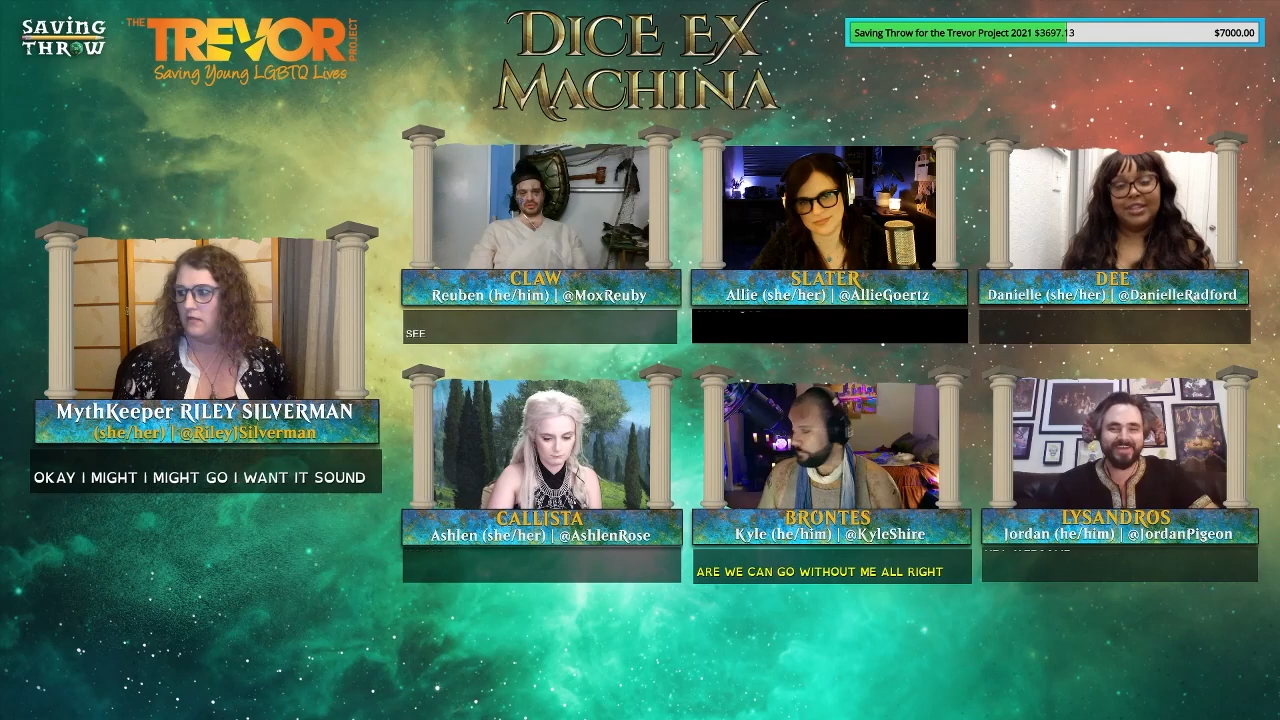 SAVING
THROW
THE
TREVOR
PROJECT
Saving Young LGBTQ Lives
DICE EX
MACHINA
Saving Throw for the Trevor Project 2021 $3697.13
$7000.00
CLAW
Reuben (he/him) | @MoxReuby
SEE
SLATER
Allie (she/her) | @AllieGoertz
DEE
Danielle (she/her) | @DanielleRadford
MythKeeper RILEY SILVERMAN
(she/her) | @RileyJSilverman
OKAY I MIGHT I MIGHT GO I WANT IT SOUND
CALLISTA
Ashlen (she/her) | @AshlenRose
BRONTES
Kyle (he/him) | @KyleShire
ARE WE CAN GO WITHOUT ME ALL RIGHT
LYSANDROS
Jordan (he/him) | @JordanPigeon